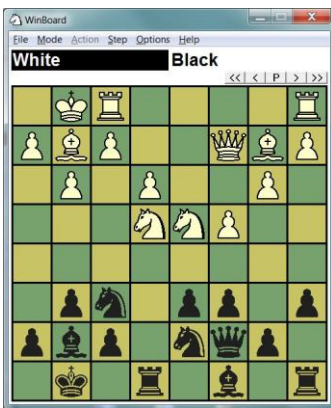 WinBoard
File Mode Action Step Options Help
White Black
<< < P > >>